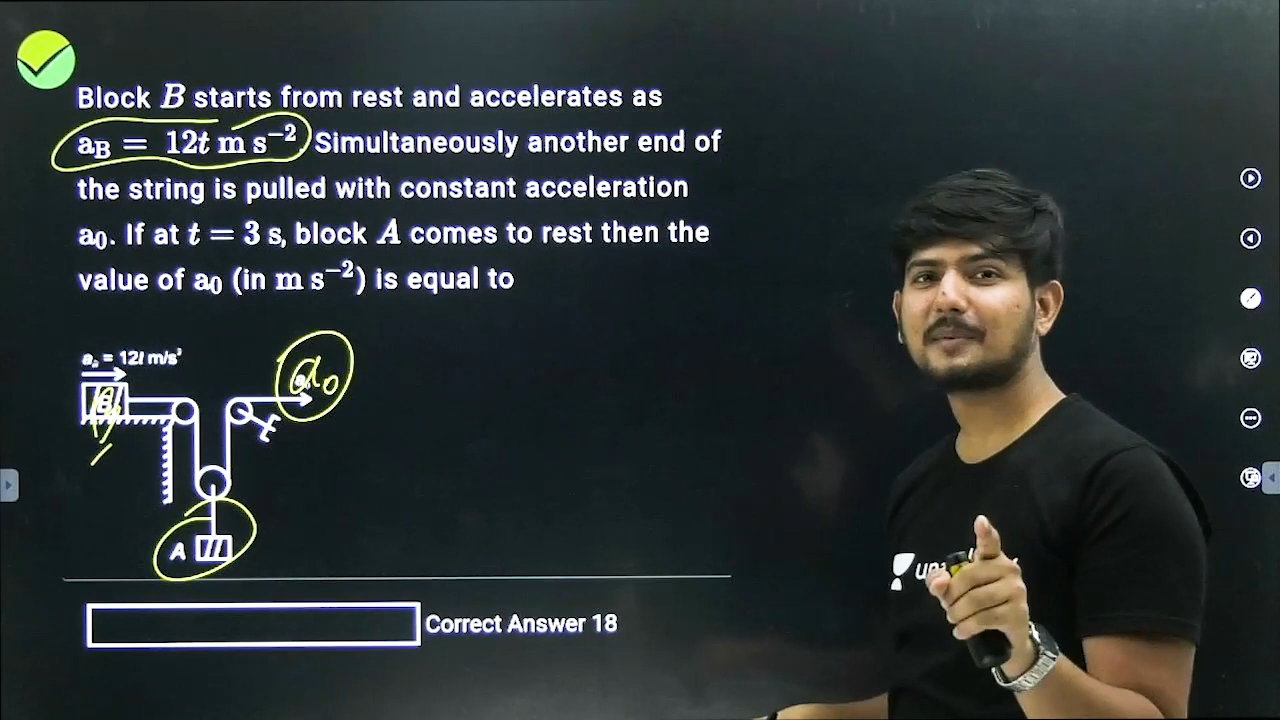 Block B starts from rest and accelerates as
a_B = 12t m s⁻². Simultaneously another end of
the string is pulled with constant acceleration
a₀. If at t = 3 s, block A comes to rest then the
value of a₀ (in m s⁻²) is equal to
= 12t m/s²
a₀
B
A
Correct Answer 18